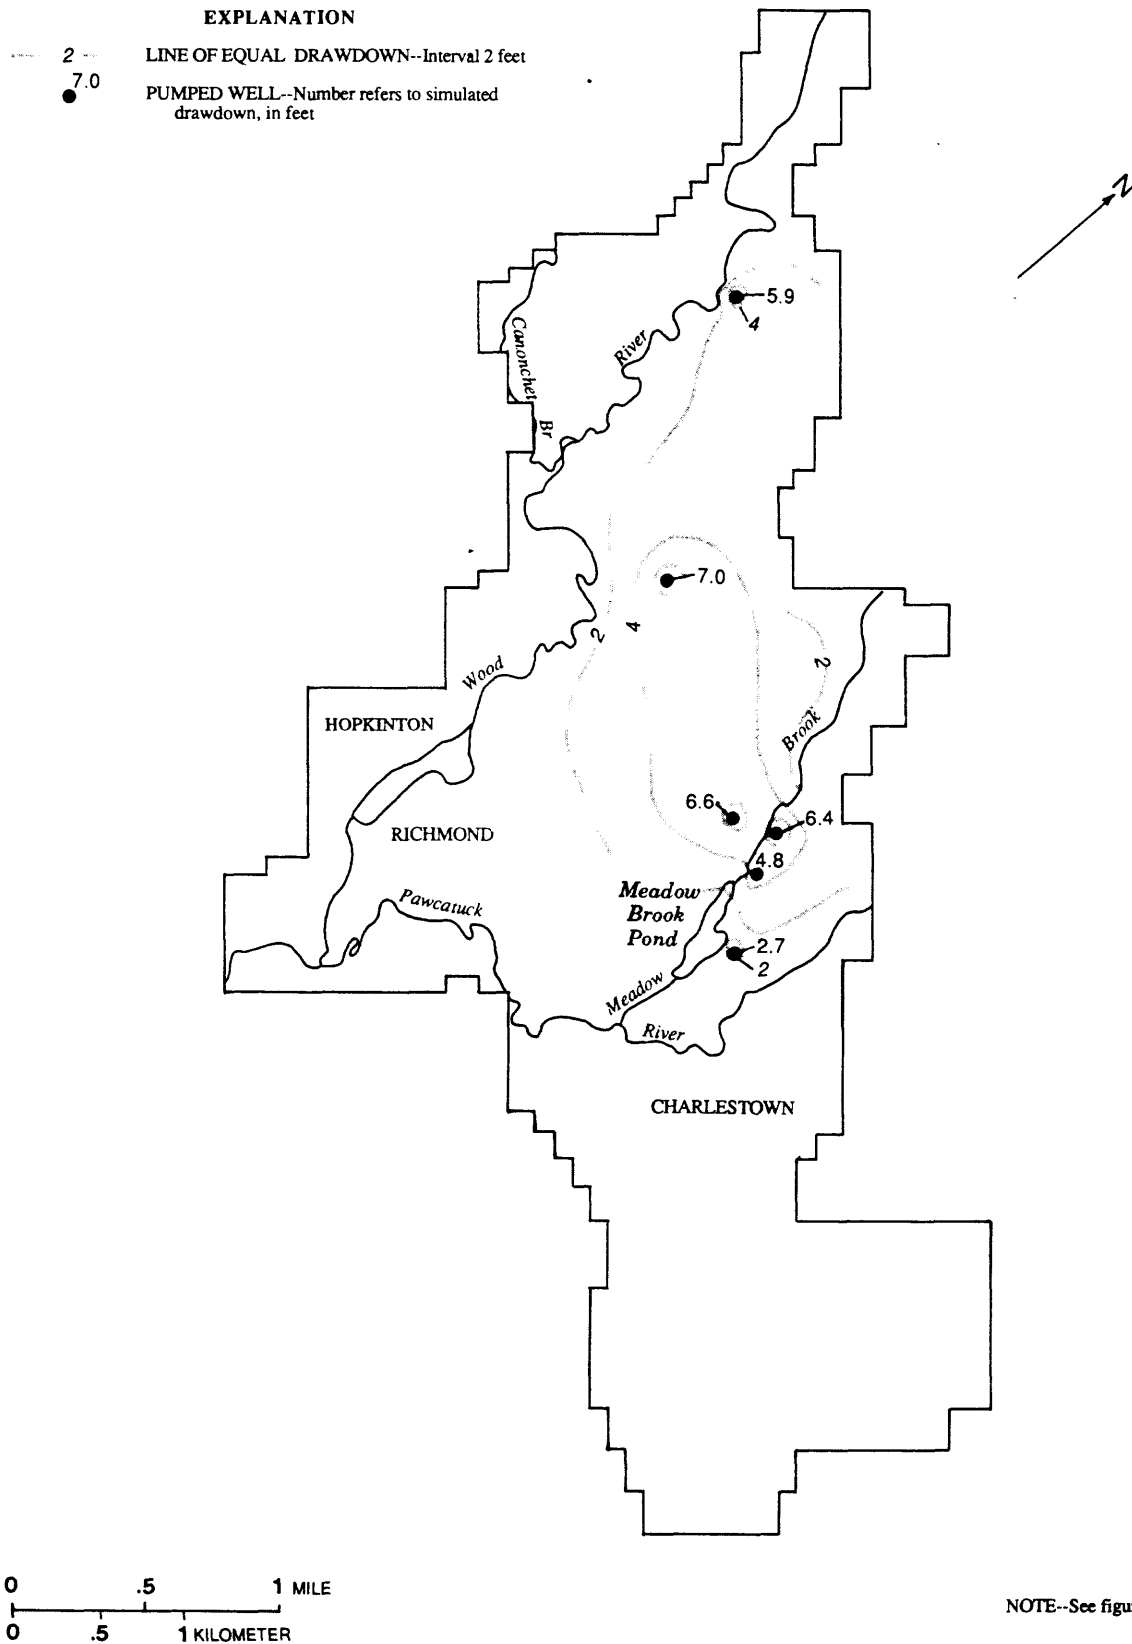 EXPLANATION
2
LINE OF EQUAL DRAWDOWN--Interval 2 feet
7.0
PUMPED WELL--Number refers to simulated
drawdown, in feet
N
5.9
4
Canonchet
Br
River
7.0
2
4
2
Wood
HOPKINTON
Brook
6.6
6.4
RICHMOND
4.8
Meadow
Brook
Pond
Pawcatuck
2.7
2
Meadow
River
CHARLESTOWN
0 .5 1 MILE
0 .5 1 KILOMETER
NOTE--See figu